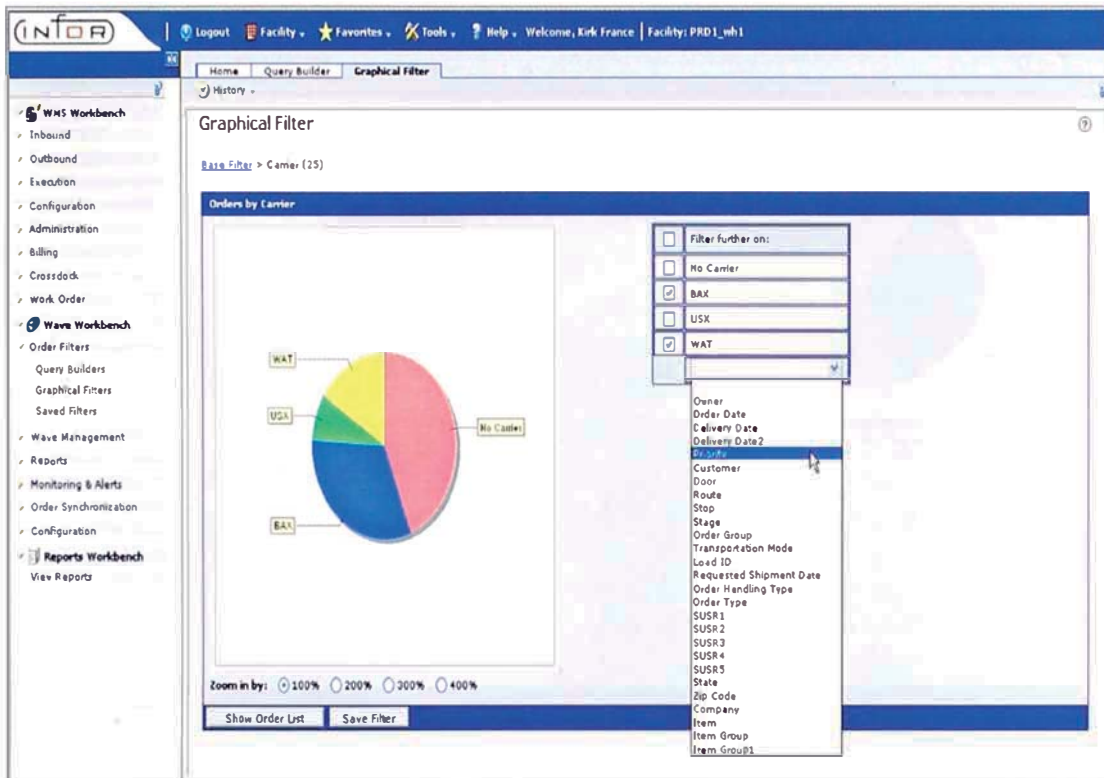 INFOR
Logout Facility Favorites Tools Help Welcome, Kirk France | Facility: PRD1_wh1
Home Query Builder Graphical Filter
History
WMS Workbench
Inbound
Outbound
Execution
Configuration
Administration
Billing
Crossdock
Work Order
Wave Workbench
Order Filters
Query Builders
Graphical Filters
Saved Filters
Wave Management
Reports
Monitoring & Alerts
Order Synchronization
Configuration
Reports Workbench
View Reports
Graphical Filter
Base Filter > Carrier (25)
Orders by Carrier
WAT
USX
No Carrier
BAX
Filter further on:
No Carrier
BAX
USX
WAT
Owner
Order Date
Delivery Date
Delivery Date2
Priority
Customer
Door
Route
Stop
Stage
Order Group
Transportation Mode
Load ID
Requested Shipment Date
Order Handling Type
Order Type
SUSR1
SUSR2
SUSR3
SUSR4
SUSR5
State
Zip Code
Company
Item
Item Group
Item Group1
Zoom in by: 100% 200% 300% 400%
Show Order List Save Filter